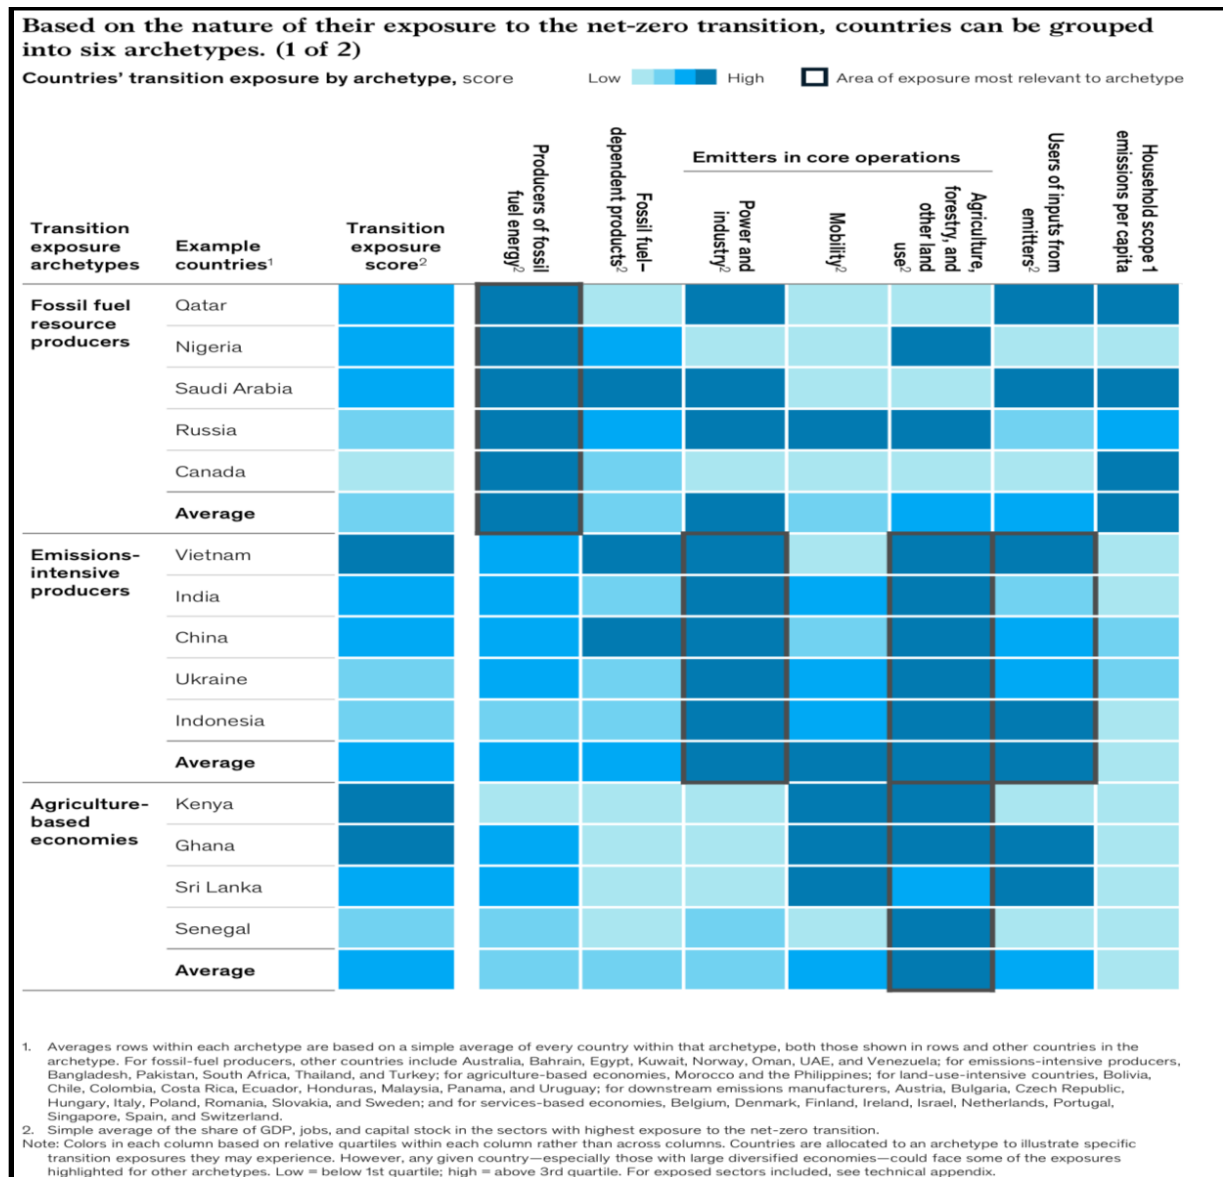 Based on the nature of their exposure to the net-zero transition, countries can be grouped
into six archetypes. (1 of 2)
Countries' transition exposure by archetype, score
Low
High
Area of exposure most relevant to archetype
Transition
exposure
archetypes
Example
countries1
Transition
exposure
score2
Producers of fossil
fuel energy2
Fossil fuel–
dependent products2
Emitters in core operations
Power and
industry2
Mobility2
Agriculture,
forestry, and
other land
use2
Users of inputs from
emitters2
Household scope 1
emissions per capita
Fossil fuel
resource
producers
Qatar
Nigeria
Saudi Arabia
Russia
Canada
Average
Emissions-
intensive
producers
Vietnam
India
China
Ukraine
Indonesia
Average
Agriculture-
based
economies
Kenya
Ghana
Sri Lanka
Senegal
Average
1. Averages rows within each archetype are based on a simple average of every country within that archetype, both those shown in rows and other countries in the
archetype. For fossil-fuel producers, other countries include Australia, Bahrain, Egypt, Kuwait, Norway, Oman, UAE, and Venezuela; for emissions-intensive producers,
Bangladesh, Pakistan, South Africa, Thailand, and Turkey; for agriculture-based economies, Morocco and the Philippines; for land-use-intensive countries, Bolivia,
Chile, Colombia, Costa Rica, Ecuador, Honduras, Malaysia, Panama, and Uruguay; for downstream emissions manufacturers, Austria, Bulgaria, Czech Republic,
Hungary, Italy, Poland, Romania, Slovakia, and Sweden; and for services-based economies, Belgium, Denmark, Finland, Ireland, Israel, Netherlands, Portugal,
Singapore, Spain, and Switzerland.
2. Simple average of the share of GDP, jobs, and capital stock in the sectors with highest exposure to the net-zero transition.
Note: Colors in each column based on relative quartiles within each column rather than across columns. Countries are allocated to an archetype to illustrate specific
transition exposures they may experience. However, any given country—especially those with large diversified economies—could face some of the exposures
highlighted for other archetypes. Low = below 1st quartile; high = above 3rd quartile. For exposed sectors included, see technical appendix.